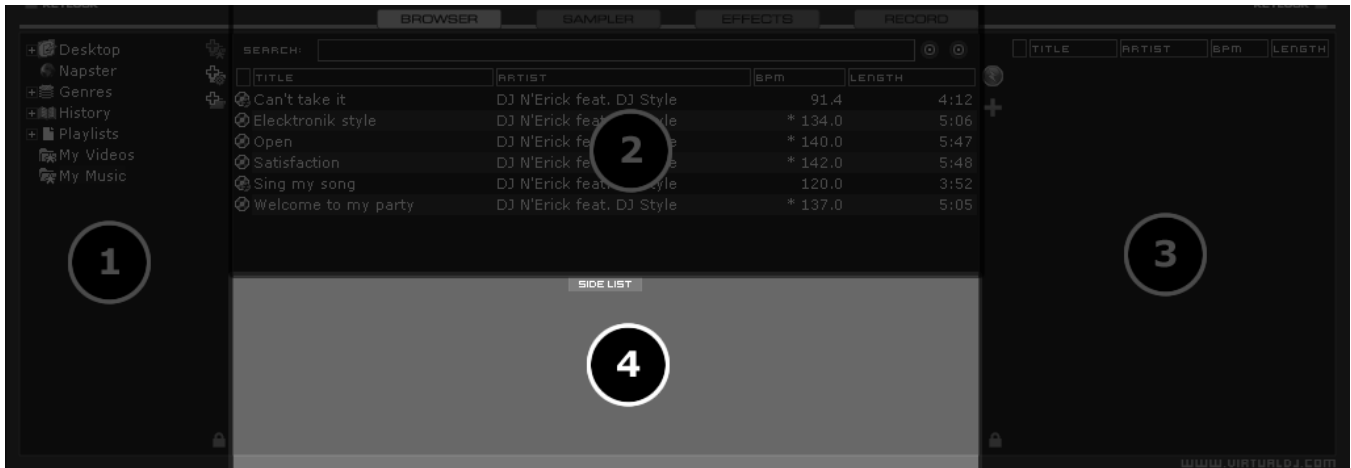 KEYLOCK KEYLOCK
BROWSER SAMPLER EFFECTS RECORD
Desktop
Napster
Genres
History
Playlists
My Videos
My Music
1
SEARCH:
TITLE ARTIST BPM LENGTH
Can't take it DJ N'Erick feat. DJ Style 91.4 4:12
Elecktronik style DJ N'Erick feat. Style * 134.0 5:06
Open DJ N'Erick * 140.0 5:47
Satisfaction DJ N'Erick * 142.0 5:48
Sing my song DJ N'Erick feat. Style 120.0 3:52
Welcome to my party DJ N'Erick feat. DJ Style * 137.0 5:05
2
SIDE LIST
4
TITLE ARTIST BPM LENGTH
3
WWW.VIRTUALDJ.COM